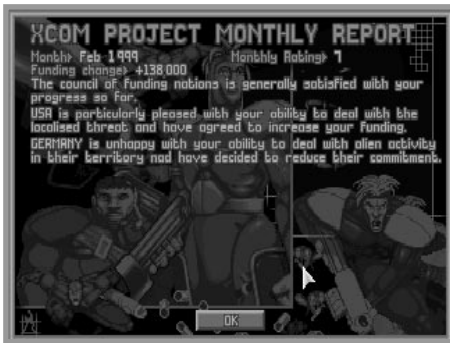 XCOM PROJECT MONTHLY REPORT
Month> Feb 1999 Monthly Rating> 7
Funding change> +138,000
The council of funding nations is generally satisfied with your
progress so far.
USA is particularly pleased with your ability to deal with the
localised threat and have agreed to increase your funding.
GERMANY is unhappy with your ability to deal with alien activity
in their territory nad have decided to reduce their commitment.
OK